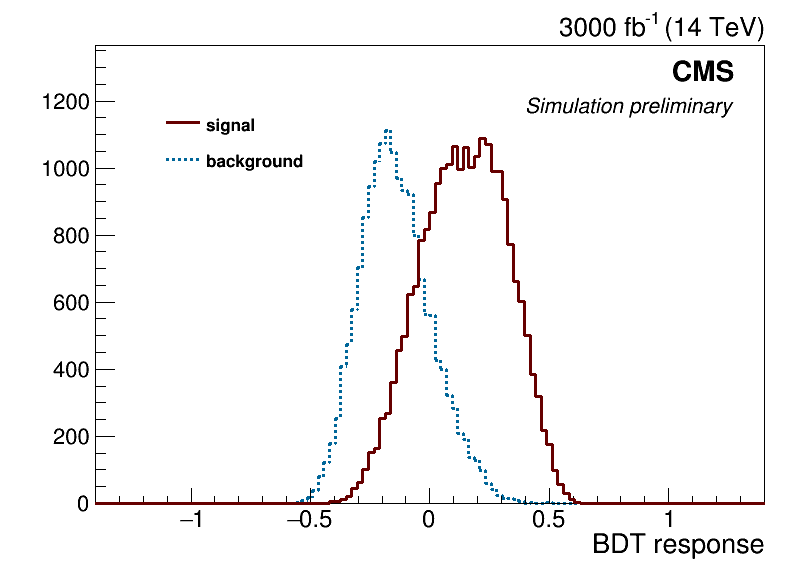 3000 fb⁻¹ (14 TeV)
CMS
Simulation preliminary
signal
background
1200
1000
800
600
400
200
0
−1
−0.5
0
0.5
1
BDT response